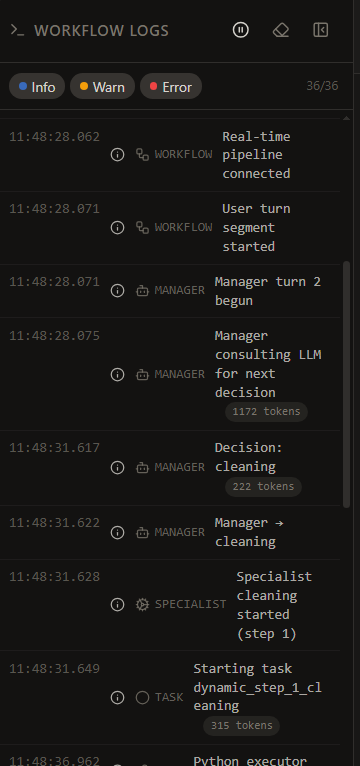 WORKFLOW LOGS
Info Warn Error 36/36
11:48:28.062 WORKFLOW Real-time
pipeline
connected
11:48:28.071 WORKFLOW User turn
segment
started
11:48:28.071 MANAGER Manager turn 2
begun
11:48:28.075 MANAGER Manager
consulting LLM
for next
decision
1172 tokens
11:48:31.617 MANAGER Decision:
cleaning
222 tokens
11:48:31.622 MANAGER Manager →
cleaning
11:48:31.628 SPECIALIST Specialist
cleaning
started
(step 1)
11:48:31.649 TASK Starting task
dynamic_step_1_cl
eaning
315 tokens
11:48:36.962 Python executor